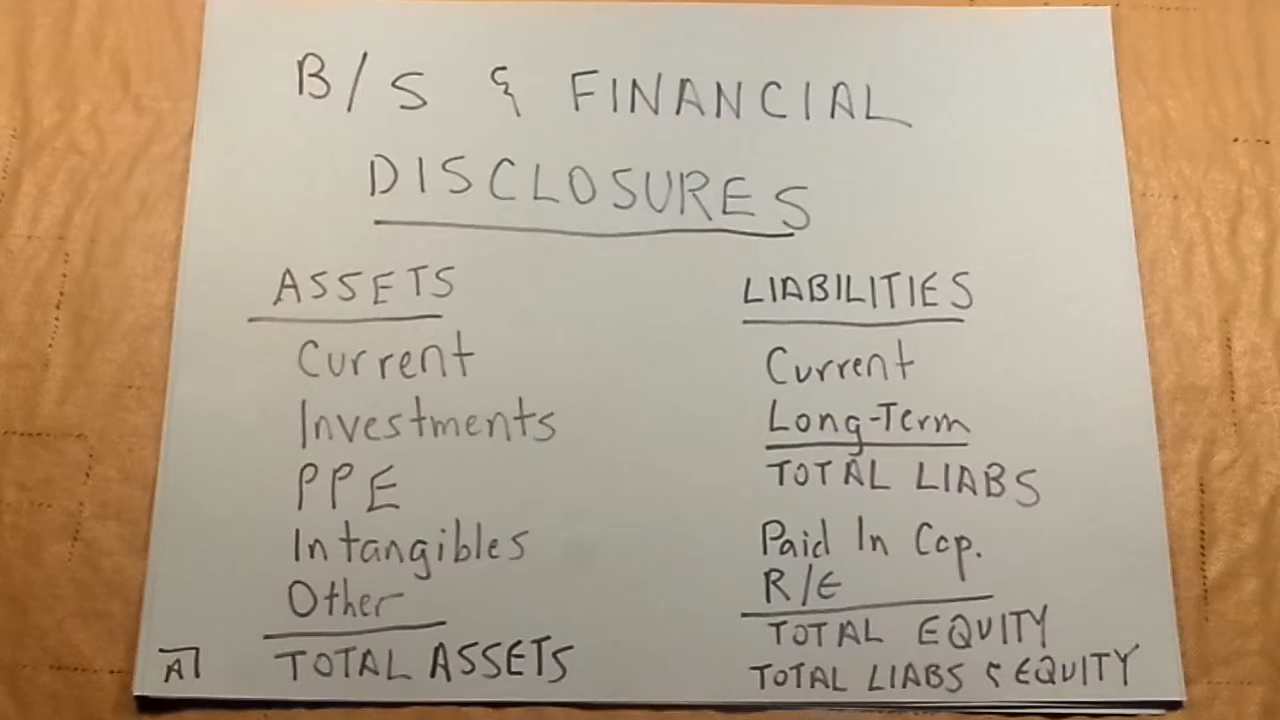 B/S & FINANCIAL
DISCLOSURES
ASSETS
Current
Investments
PPE
Intangibles
Other
TOTAL ASSETS
LIABILITIES
Current
Long-Term
TOTAL LIABS
Paid In Cap.
R/E
TOTAL EQUITY
TOTAL LIABS & EQUITY
A